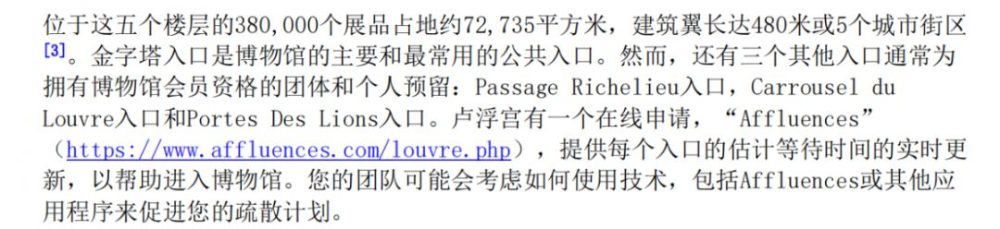 位于这五个楼层的380,000个展品占地约72,735平方米，建筑翼长达480米或5个城市街区
[3]。金字塔入口是博物馆的主要和最常用的公共入口。然而，还有三个其他入口通常为
拥有博物馆会员资格的团体和个人预留：Passage Richelieu入口，Carrousel du
Louvre入口和Portes Des Lions入口。卢浮宫有一个在线申请，“Affluences”
（https://www.affluences.com/louvre.php），提供每个入口的估计等待时间的实时更
新，以帮助进入博物馆。您的团队可能会考虑如何使用技术，包括Affluences或其他应
用程序来促进您的疏散计划。